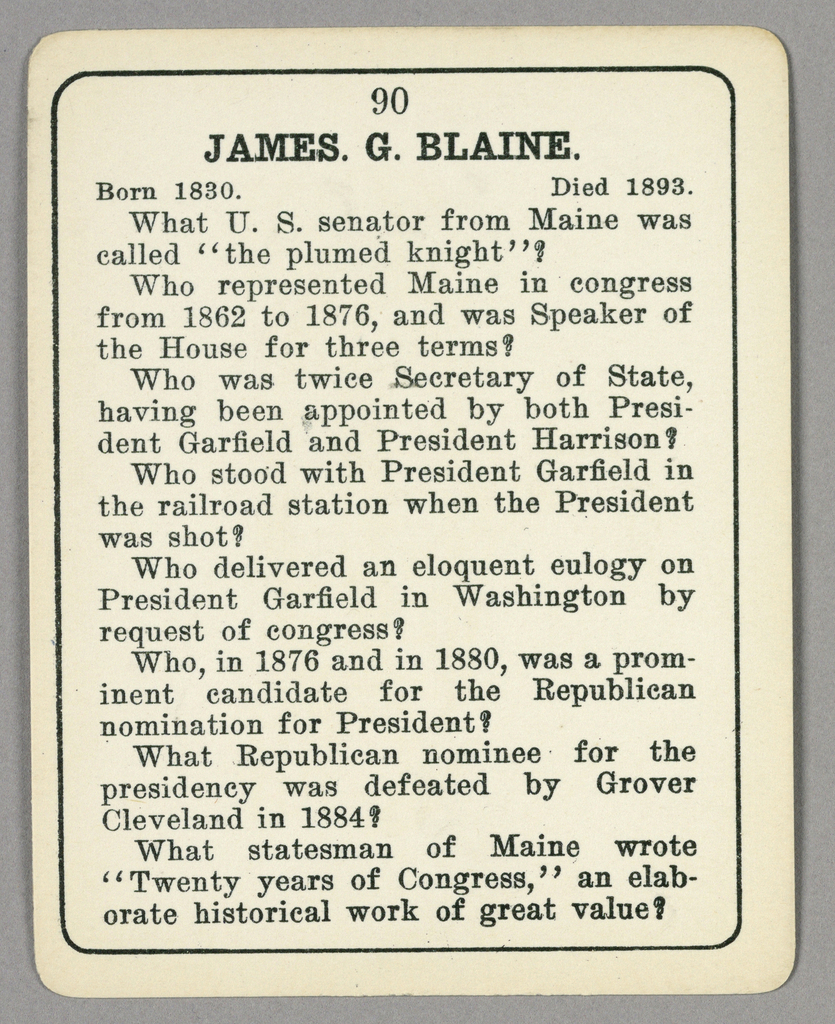 90
JAMES. G. BLAINE.
Born 1830. Died 1893.
What U. S. senator from Maine was
called “the plumed knight”?
Who represented Maine in congress
from 1862 to 1876, and was Speaker of
the House for three terms?
Who was twice Secretary of State,
having been appointed by both Presi-
dent Garfield and President Harrison?
Who stood with President Garfield in
the railroad station when the President
was shot?
Who delivered an eloquent eulogy on
President Garfield in Washington by
request of congress?
Who, in 1876 and in 1880, was a prom-
inent candidate for the Republican
nomination for President?
What Republican nominee for the
presidency was defeated by Grover
Cleveland in 1884?
What statesman of Maine wrote
“Twenty years of Congress,” an elab-
orate historical work of great value?